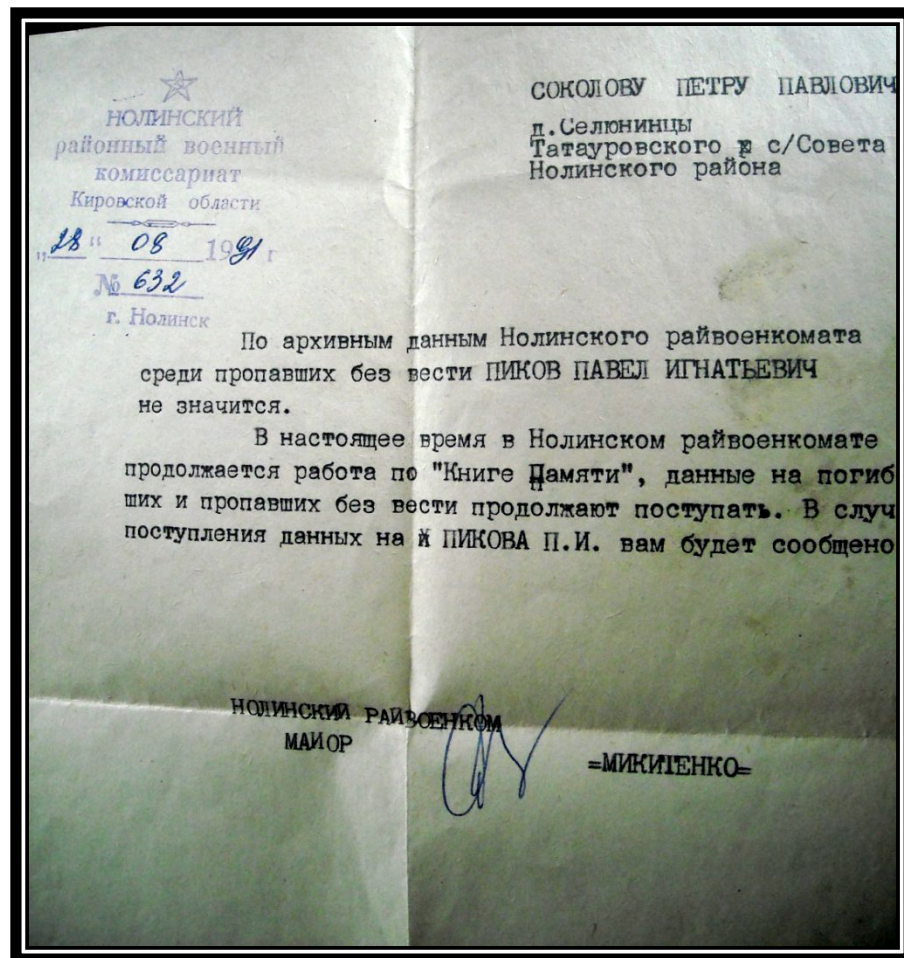 НОЛИНСКИЙ
районный военный
комиссариат
Кировской области
„28" 08 1991 г
№ 632
г. Нолинск
СОКОЛОВУ ПЕТРУ ПАВЛОВИЧ
д.Селюнинцы
Татауровского с/Совета
Нолинского района
По архивным данным Нолинского райвоенкомата
среди пропавших без вести ПИКОВ ПАВЕЛ ИГНАТЬЕВИЧ
не значится.
В настоящее время в Нолинском райвоенкомате
продолжается работа по "Книге Памяти", данные на погиб
ших и пропавших без вести продолжают поступать. В случ
поступления данных на ПИКОВА П.И. вам будет сообщено
НОЛИНСКИЙ РАЙВОЕНКОМ
МАЙОР
=МИКИТЕНКО=